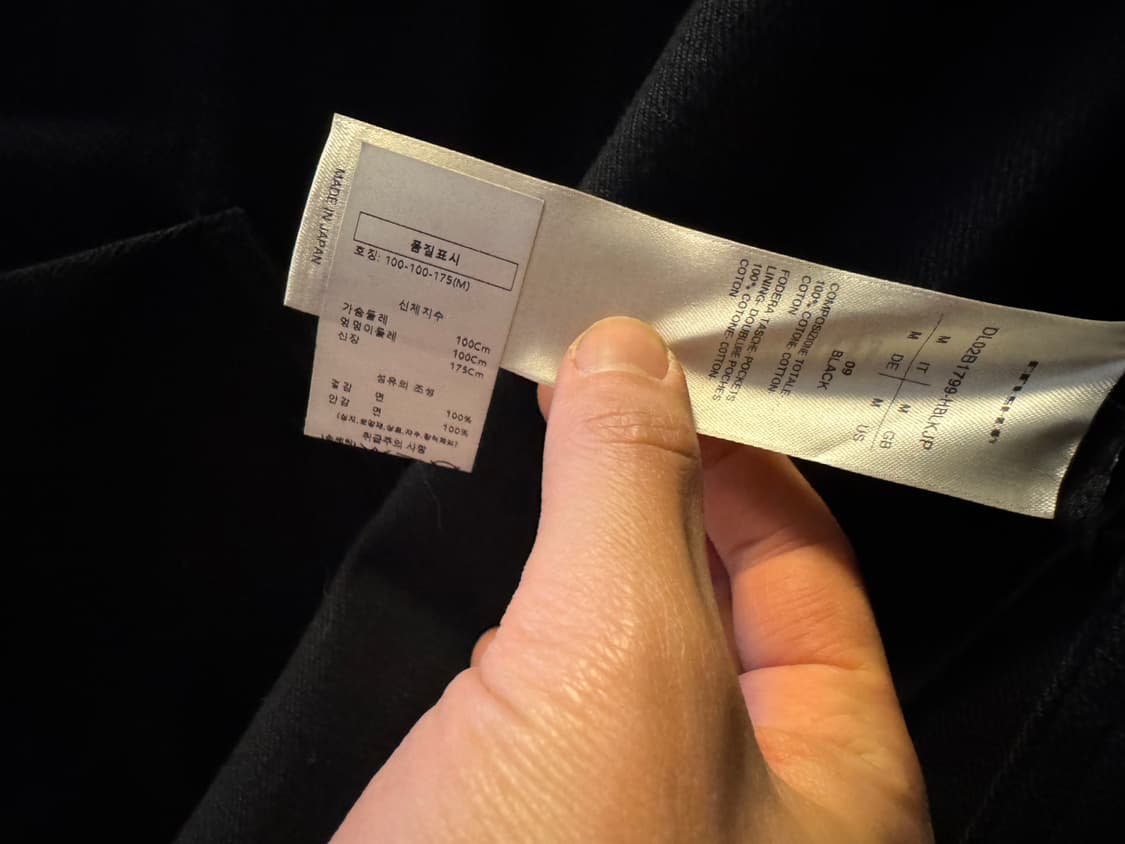 MADE IN JAPAN
품질표시
호칭: 100-100-175(M)
신체치수
가슴둘레 100Cm
엉덩이둘레 100Cm
신장 175Cm
섬유의 조성
겉감 면 100%
안감 면 100%
취급주의 사항
DL02B1799-HBLKJP
IT GB
M M
M M
DE US
09
BLACK
COMPOSIZIONE TOTALE
100% COTONE, COTTON,
COTON
FODERA TASCHE- POCKETS
LINING- DOUBLURE POCHES
100% COTONE, COTTON,
COTON